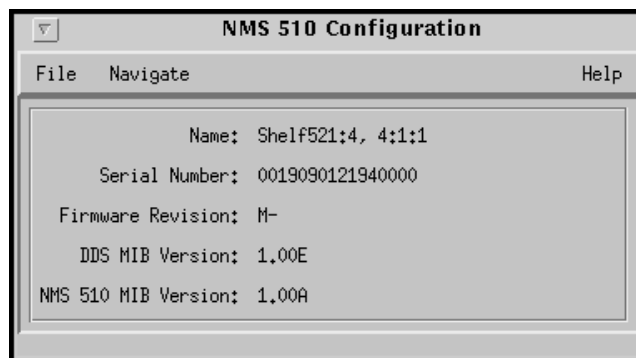 NMS 510 Configuration
File Navigate Help
Name: Shelf521:4, 4:1:1
Serial Number: 0019090121940000
Firmware Revision: M-
DDS MIB Version: 1.00E
NMS 510 MIB Version: 1.00A